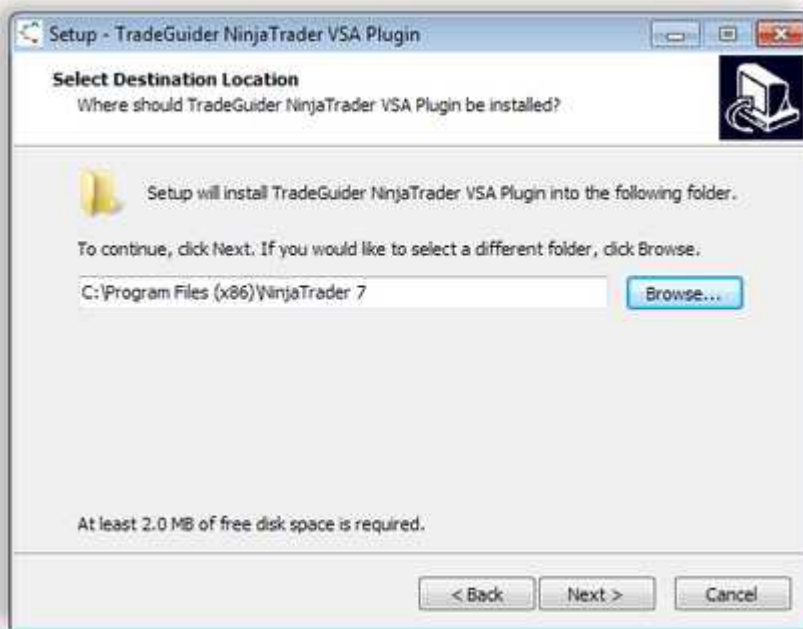 Setup - TradeGuider NinjaTrader VSA Plugin
Select Destination Location
Where should TradeGuider NinjaTrader VSA Plugin be installed?
Setup will install TradeGuider NinjaTrader VSA Plugin into the following folder.
To continue, click Next. If you would like to select a different folder, click Browse.
C:\Program Files (x86)\NinjaTrader 7
Browse...
At least 2.0 MB of free disk space is required.
< Back
Next >
Cancel